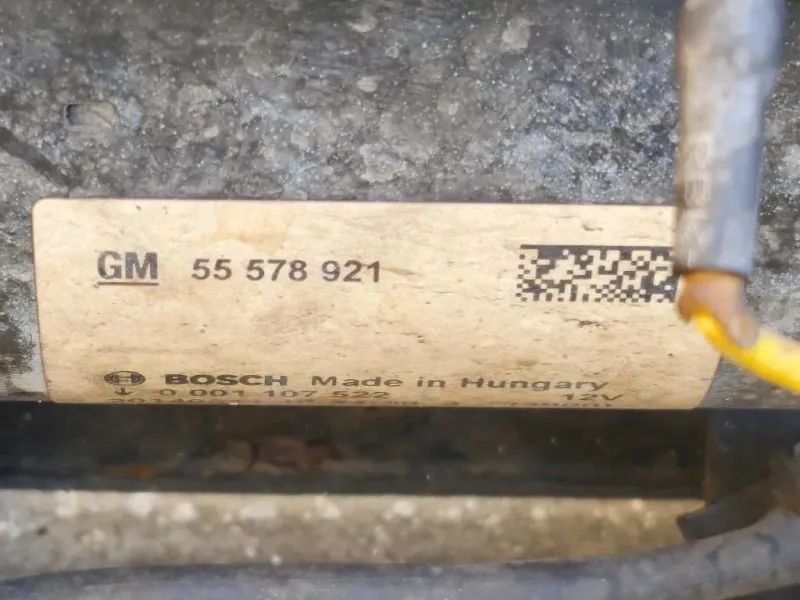 GM 55 578 921
BOSCH Made in Hungary
0 001 107 522 12V